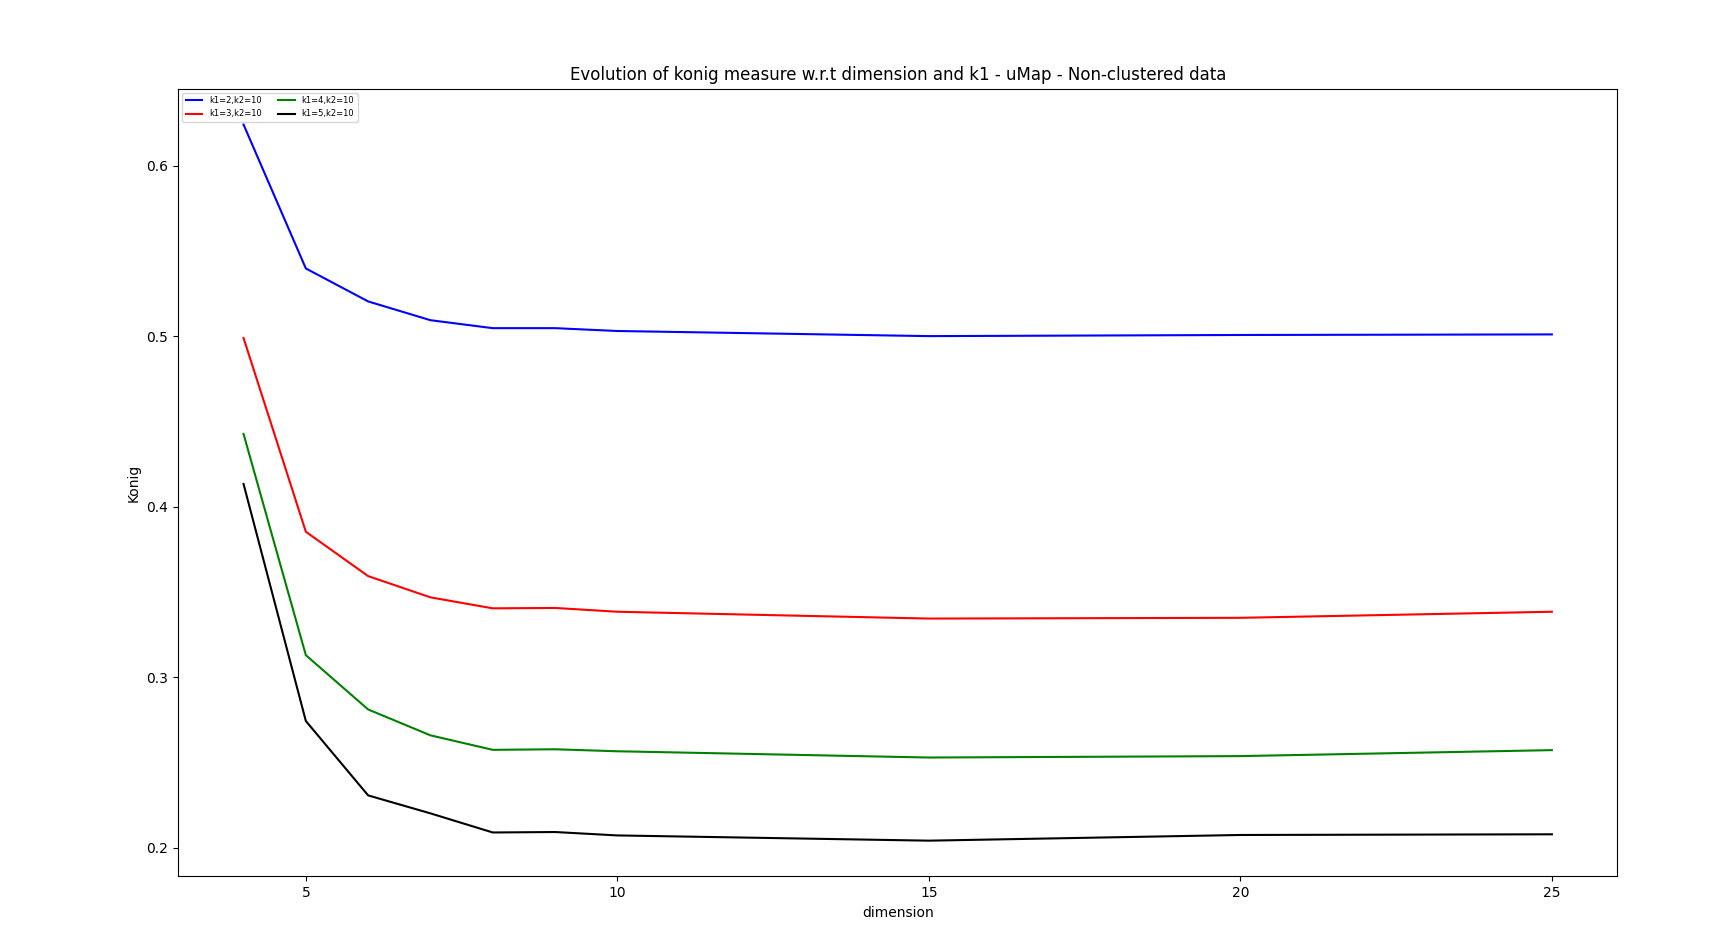 Evolution of konig measure w.r.t dimension and k1 - uMap - Non-clustered data
k1=2,k2=10 k1=4,k2=10
k1=3,k2=10 k1=5,k2=10
0.6
0.5
0.4
0.3
0.2
Konig
5 10 15 20 25
dimension